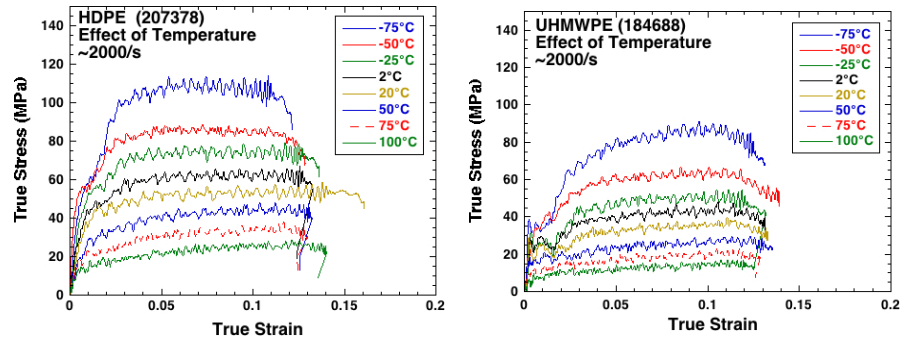 HDPE (207378)
Effect of Temperature
~2000/s
-75°C
-50°C
-25°C
2°C
20°C
50°C
75°C
100°C
True Stress (MPa)
140
120
100
80
60
40
20
0
0
0.05
0.1
0.15
0.2
True Strain
UHMWPE (184688)
Effect of Temperature
~2000/s
-75°C
-50°C
-25°C
2°C
20°C
50°C
75°C
100°C
True Stress (MPa)
140
120
100
80
60
40
20
0
0
0.05
0.1
0.15
0.2
True Strain